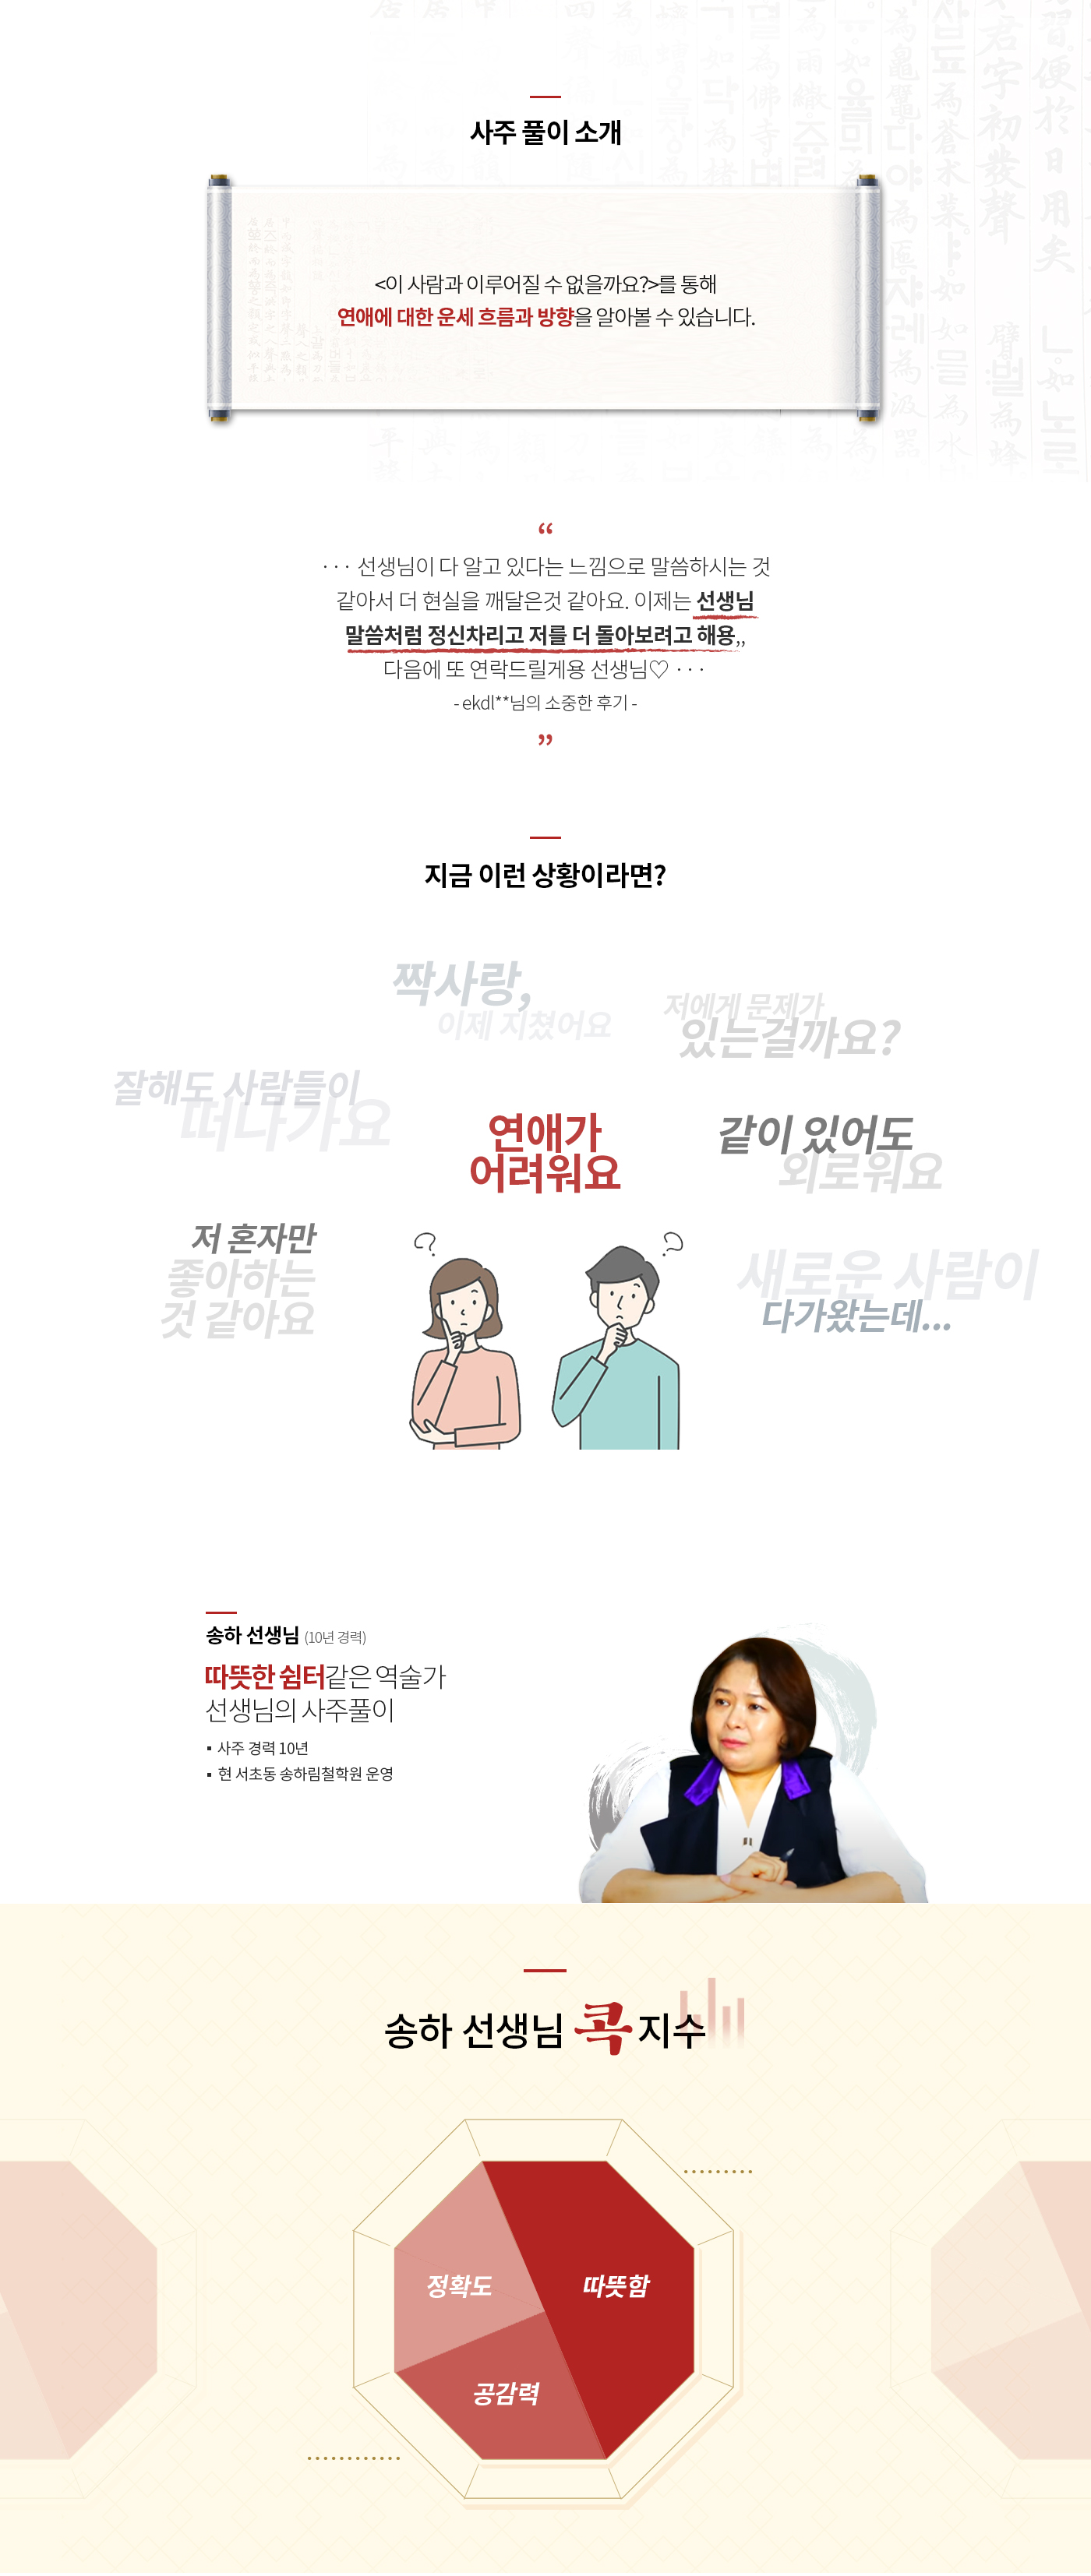 사주 풀이 소개
<이 사람과 이루어질 수 없을까요?>를 통해
연애에 대한 운세 흐름과 방향을 알아볼 수 있습니다.
“
· · · 선생님이 다 알고 있다는 느낌으로 말씀하시는 것
같아서 더 현실을 깨달은것 같아요. 이제는 선생님
말씀처럼 정신차리고 저를 더 돌아보려고 해용,,
다음에 또 연락드릴게용 선생님♡ · · ·
- ekdl**님의 소중한 후기 -
”
지금 이런 상황이라면?
짝사랑,
이제 지쳤어요
저에게 문제가
있는걸까요?
잘해도 사람들이
떠나가요
연애가
어려워요
같이 있어도
외로워요
저 혼자만
좋아하는
것 같아요
새로운 사람이
다가왔는데...
송하 선생님 (10년 경력)
따뜻한 쉼터같은 역술가
선생님의 사주풀이
▪ 사주 경력 10년
▪ 현 서초동 송하림철학원 운영
송하 선생님 콕 지수
정확도
따뜻함
공감력